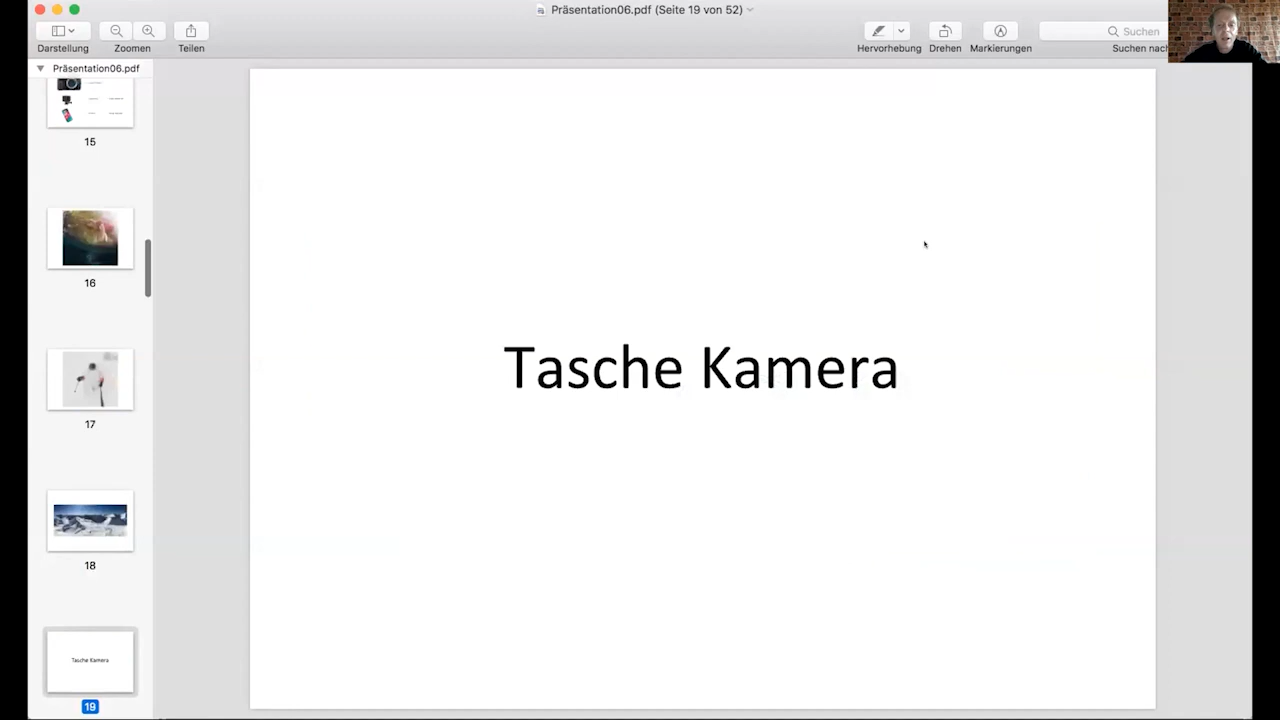 Präsentation06.pdf (Seite 19 von 52)
Darstellung
Zoomen
Teilen
Hervorhebung
Drehen
Markierungen
Suchen
Suchen nach
Präsentation06.pdf
15
16
17
18
Tasche Kamera
19
Tasche Kamera